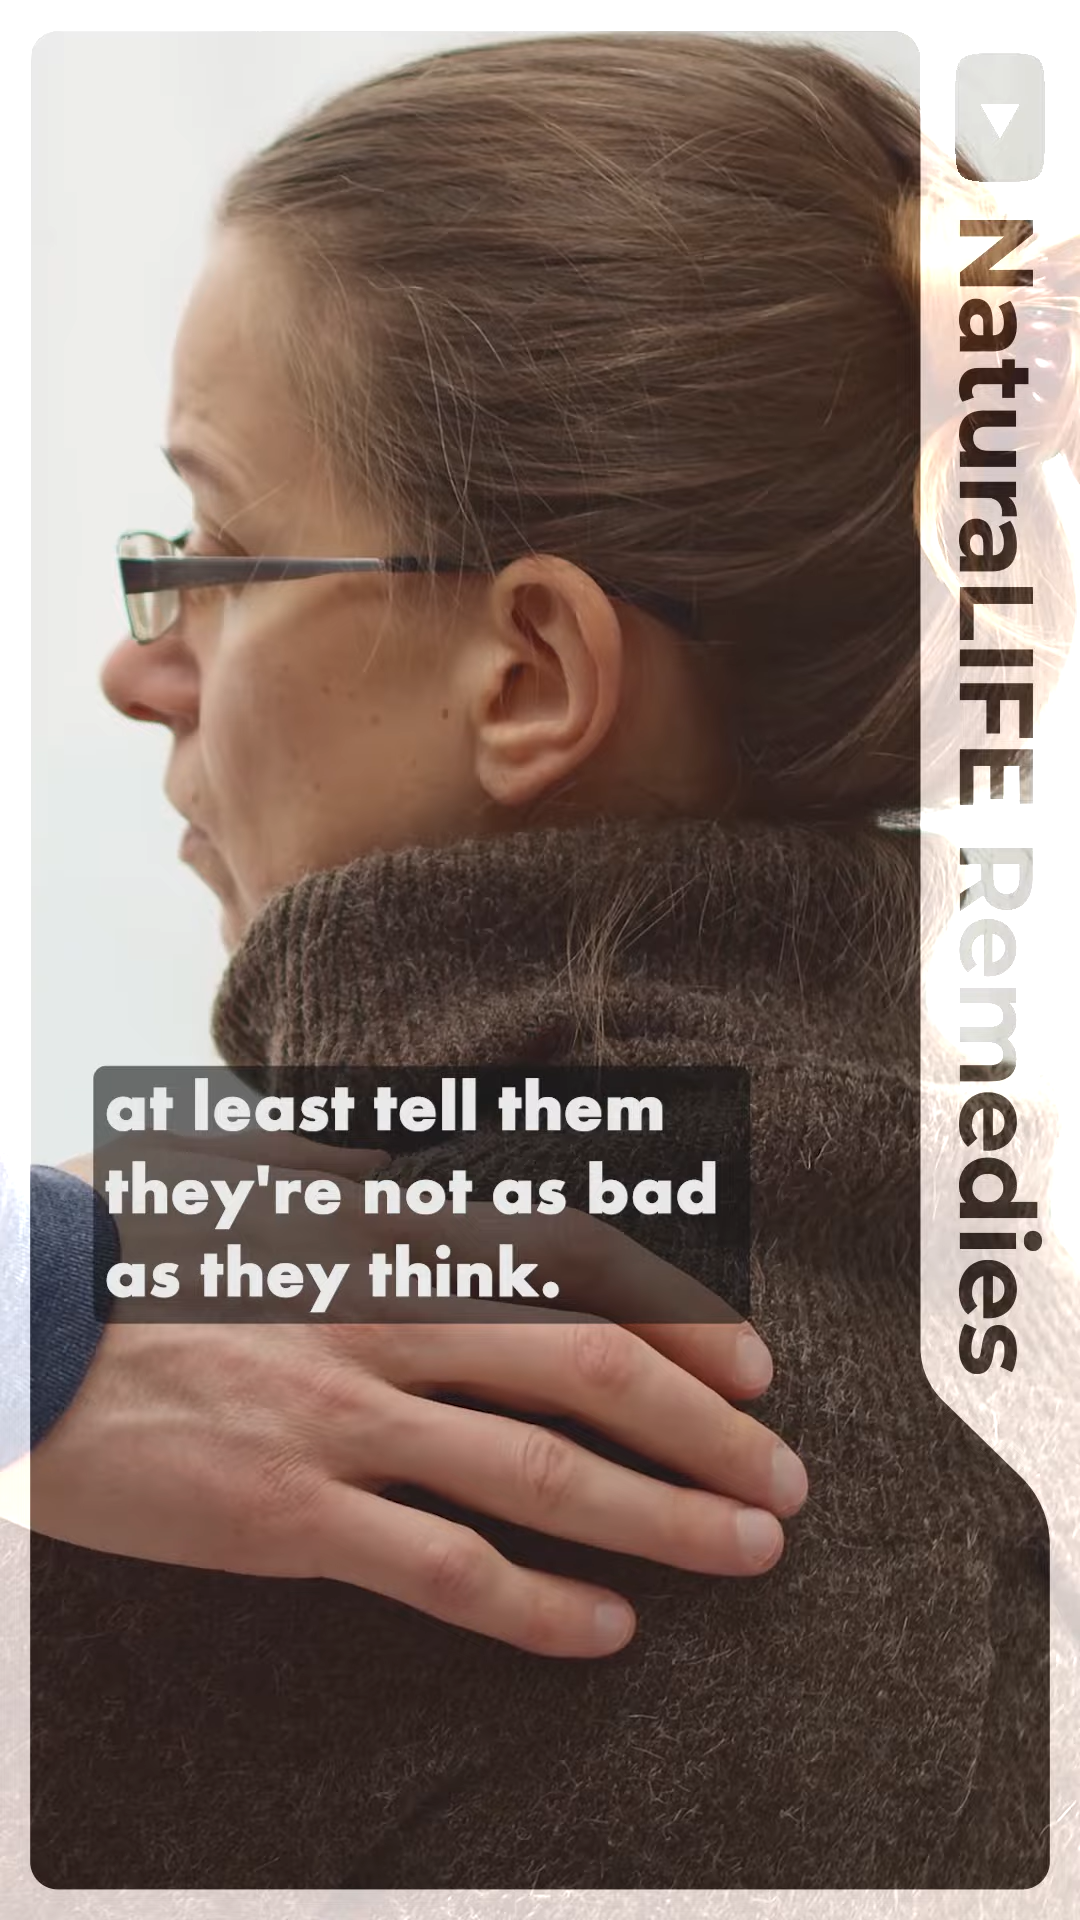 at least tell them
they're not as bad
as they think.
NaturaLIFE Remedies